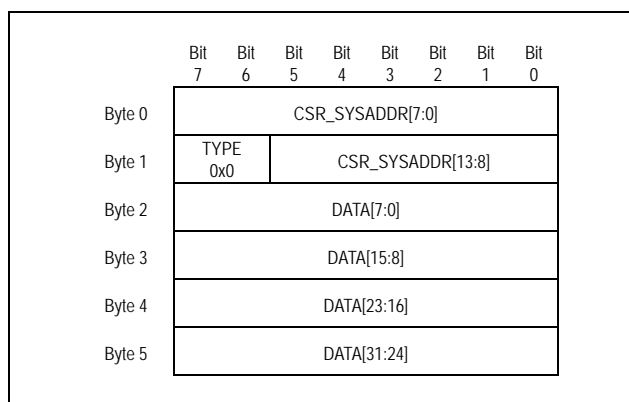 Bit Bit Bit Bit Bit Bit Bit Bit
7 6 5 4 3 2 1 0
Byte 0 CSR_SYSADDR[7:0]
Byte 1 TYPE 0x0 CSR_SYSADDR[13:8]
Byte 2 DATA[7:0]
Byte 3 DATA[15:8]
Byte 4 DATA[23:16]
Byte 5 DATA[31:24]